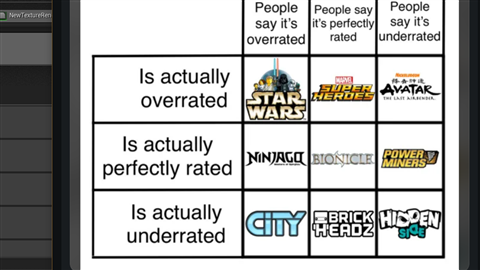 NewTextureRen
People
say it's
overrated
People say
it's perfectly
rated
People
say it's
underrated
Is actually
overrated
STAR
WARS
MARVEL
SUPER
HEROES
nickelodeon
AVATAR
THE LAST AIRBENDER
Is actually
perfectly rated
NINJAGO
BIONICLE
POWER
MINERS
Is actually
underrated
CITY
BRICK
HEADZ
HIDDEN
SIDE